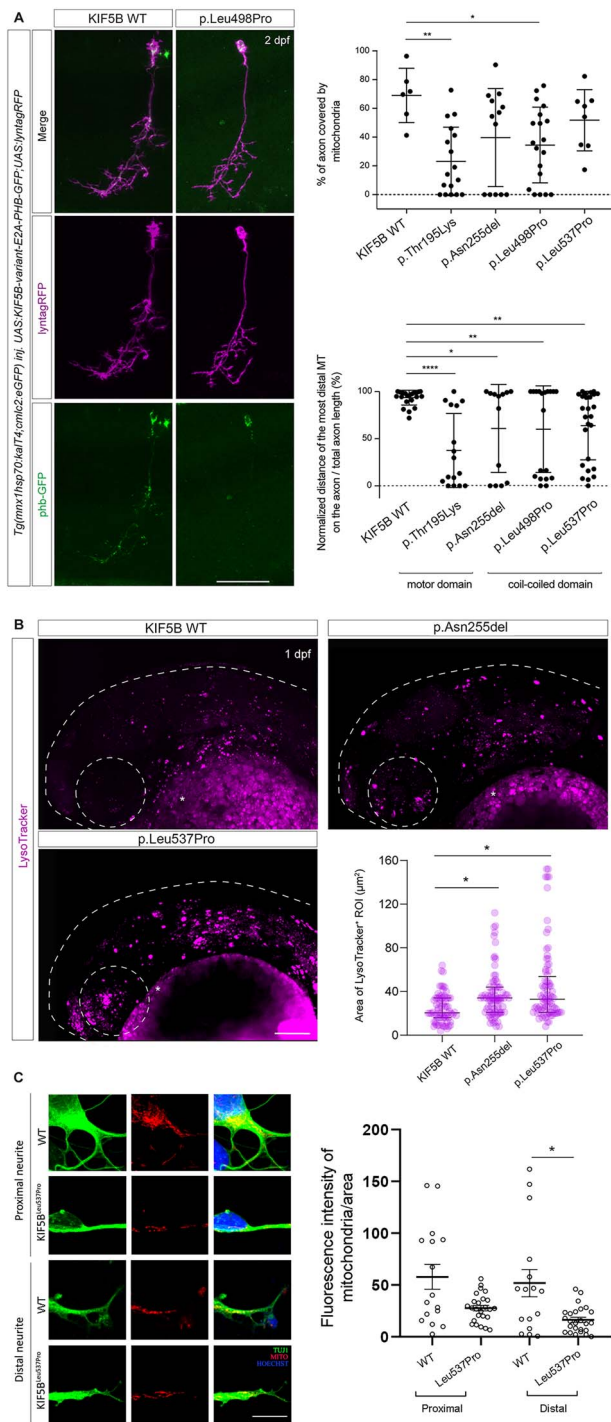 A
KIF5B WT
p.Leu498Pro
2 dpf
Tg(mnx1hsp70:kalT4;cmlc2:eGFP) inj. UAS:KIF5B-variant-E2A-PHB-GFP;UAS:lyntagRFP
Merge
lyntagRFP
phb-GFP
% of axon covered by
mitochondria
*
**
100
80
60
40
20
0
KIF5B WT
p.Thr195Lys
p.Asn255del
p.Leu498Pro
p.Leu537Pro
Normalized distance of the most distal MT
on the axon / total axon length (%)
**
**
*
****
100
50
0
KIF5B WT
p.Thr195Lys
p.Asn255del
p.Leu498Pro
p.Leu537Pro
motor domain
coil-coiled domain
B
KIF5B WT
p.Asn255del
1 dpf
LysoTracker
*
*
p.Leu537Pro
*
Area of LysoTracker⁺ ROI (µm²)
*
*
160
120
80
40
0
KIF5B WT
p.Asn255del
p.Leu537Pro
C
Proximal neurite
WT
KIF5B^Leu537Pro
Distal neurite
WT
KIF5B^Leu537Pro
TUJI
MITO
HOECHST
Fluorescence intensity of
mitochondria/area
*
200
150
100
50
0
WT
Leu537Pro
WT
Leu537Pro
Proximal
Distal